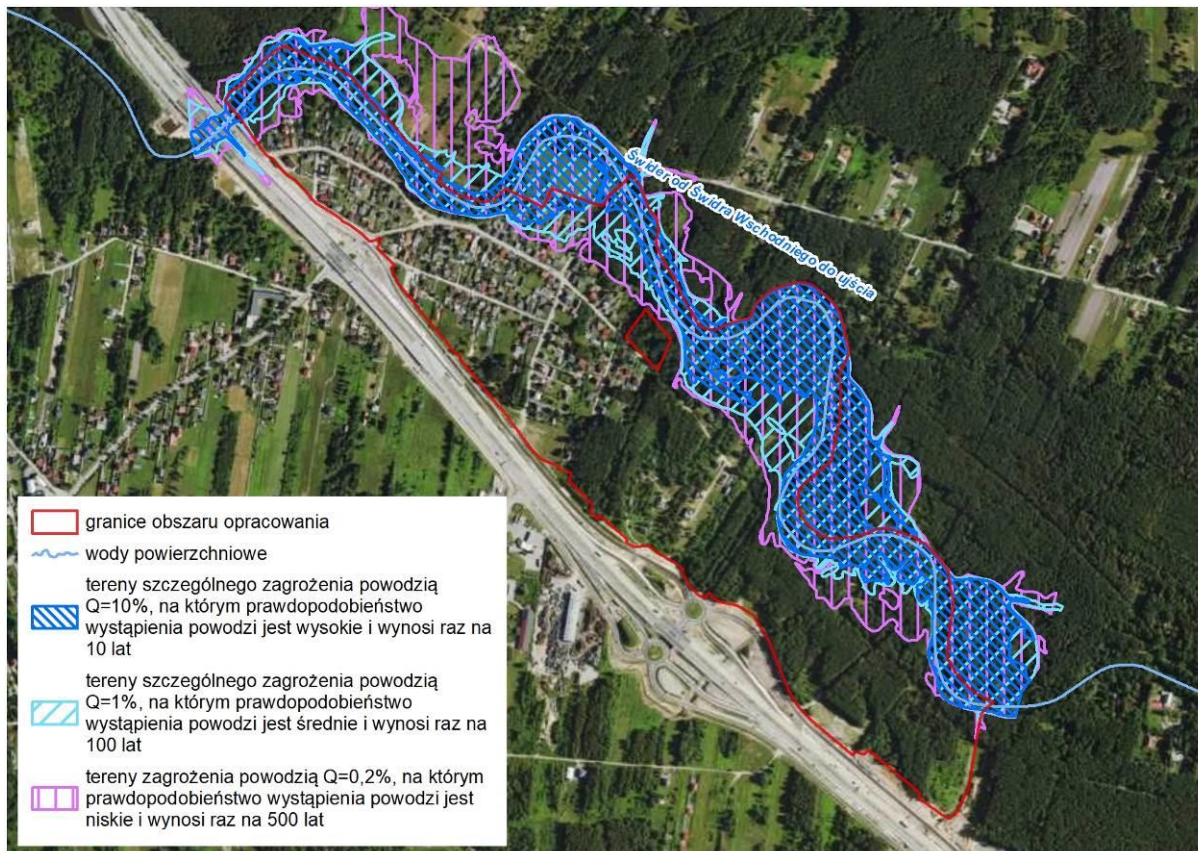 Świder od Świdra Wschodniego do ujścia
granice obszaru opracowania
wody powierzchniowe
tereny szczególnego zagrożenia powodzią
Q=10%, na którym prawdopodobieństwo
wystąpienia powodzi jest wysokie i wynosi raz na
10 lat
tereny szczególnego zagrożenia powodzią
Q=1%, na którym prawdopodobieństwo
wystąpienia powodzi jest średnie i wynosi raz na
100 lat
tereny zagrożenia powodzią Q=0,2%, na którym
prawdopodobieństwo wystąpienia powodzi jest
niskie i wynosi raz na 500 lat